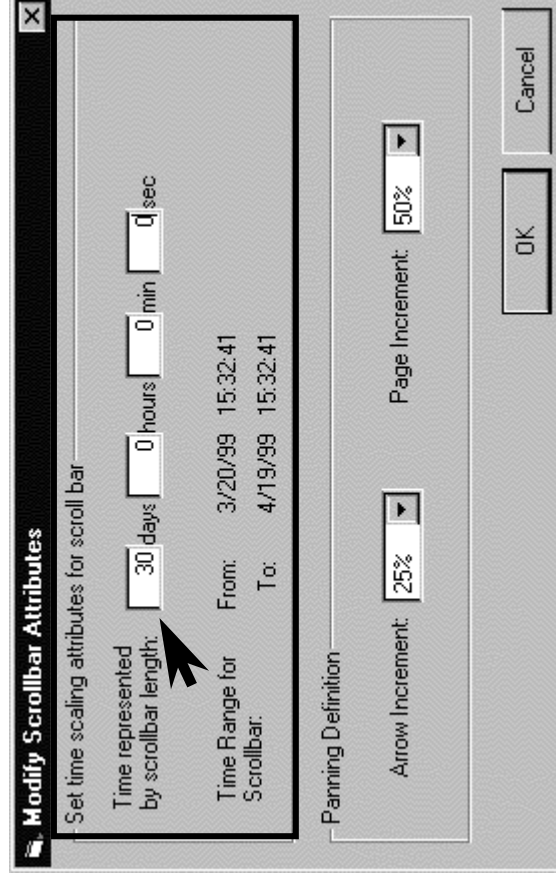 Modify Scrollbar Attributes
Set time scaling attributes for scroll bar
Time represented
by scrollbar length: 30 days 0 hours 0 min 0 sec
Time Range for
Scrollbar:
From: 3/20/99 15:32:41
To: 4/19/99 15:32:41
Panning Definition
Arrow Increment: 25% Page Increment: 50%
OK Cancel